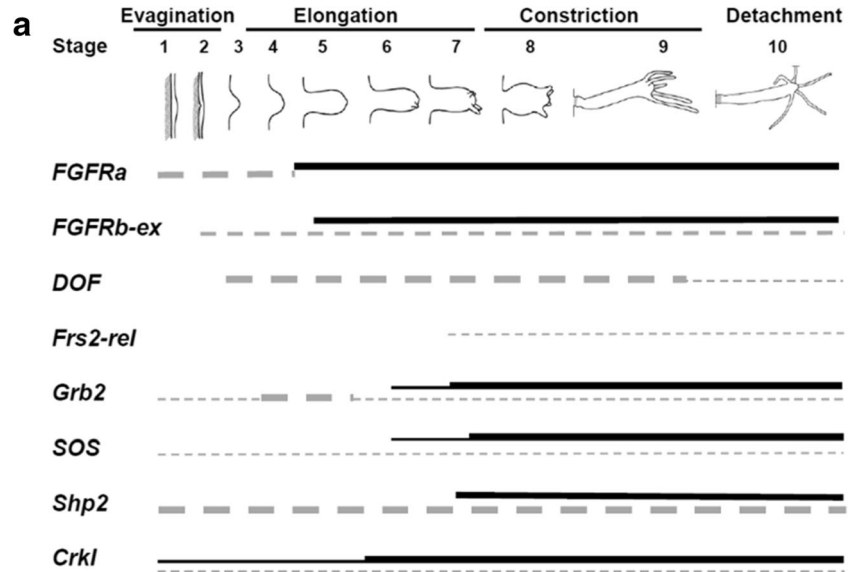 a
Evagination Elongation Constriction Detachment
Stage 1 2 3 4 5 6 7 8 9 10
FGFRa
FGFRb-ex
DOF
Frs2-rel
Grb2
SOS
Shp2
Crkl